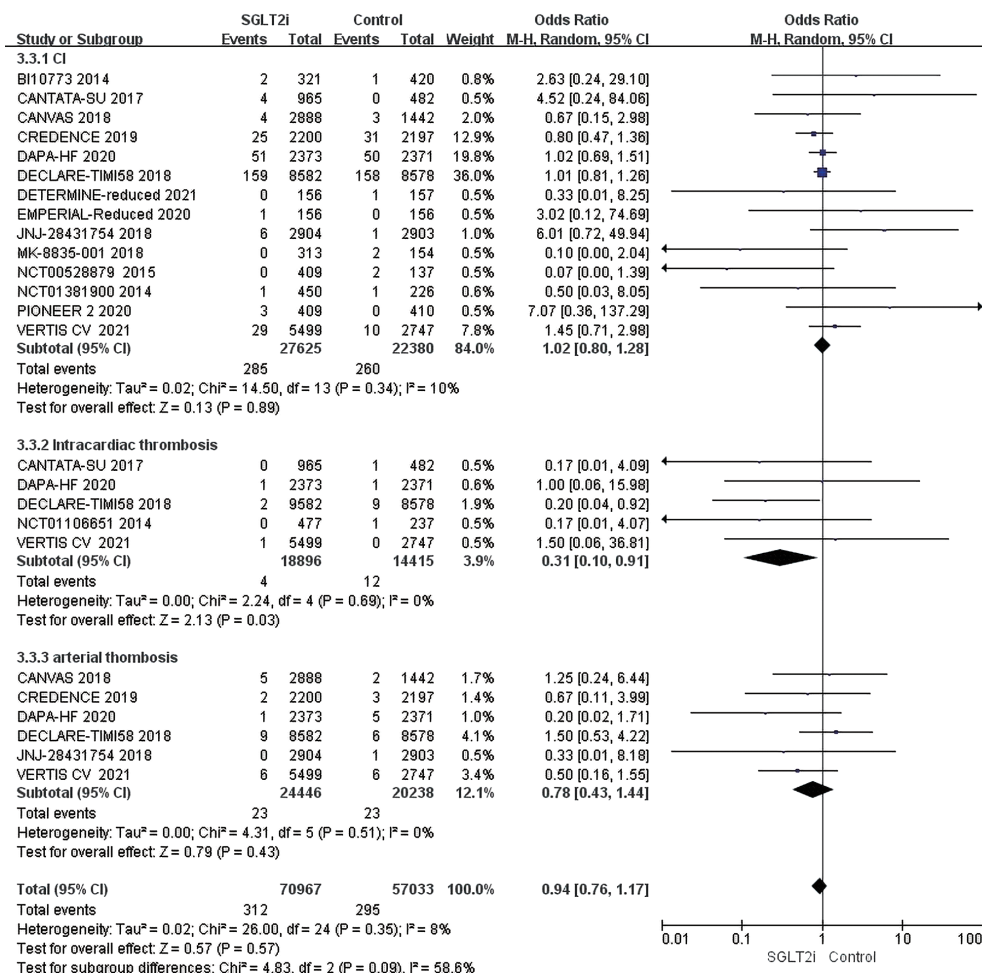 SGLT2i Control Odds Ratio Odds Ratio
Study or Subgroup Events Total Events Total Weight M-H, Random, 95% CI M-H, Random, 95% CI
3.3.1 CI
BI10773 2014 2 321 1 420 0.8% 2.63 [0.24, 29.10]
CANTATA-SU 2017 4 965 0 482 0.5% 4.52 [0.24, 84.06]
CANVAS 2018 4 2888 3 1442 2.0% 0.67 [0.15, 2.98]
CREDENCE 2019 25 2200 31 2197 12.9% 0.80 [0.47, 1.36]
DAPA-HF 2020 51 2373 50 2371 19.8% 1.02 [0.69, 1.51]
DECLARE-TIMI58 2018 159 8582 158 8578 36.0% 1.01 [0.81, 1.26]
DETERMINE-reduced 2021 0 156 1 157 0.5% 0.33 [0.01, 8.25]
EMPERIAL-Reduced 2020 1 156 0 156 0.5% 3.02 [0.12, 74.69]
JNJ-28431754 2018 6 2904 1 2903 1.0% 6.01 [0.72, 49.94]
MK-8835-001 2018 0 313 2 154 0.5% 0.10 [0.00, 2.04]
NCT00528879 2015 0 409 2 137 0.5% 0.07 [0.00, 1.39]
NCT01381900 2014 1 450 1 226 0.6% 0.50 [0.03, 8.05]
PIONEER 2 2020 3 409 0 410 0.5% 7.07 [0.36, 137.29]
VERTIS CV 2021 29 5499 10 2747 7.8% 1.45 [0.71, 2.98]
Subtotal (95% CI) 27625 22380 84.0% 1.02 [0.80, 1.28]
Total events 285 260
Heterogeneity: Tau² = 0.02; Chi² = 14.50, df = 13 (P = 0.34); I² = 10%
Test for overall effect: Z = 0.13 (P = 0.89)
3.3.2 Intracardiac thrombosis
CANTATA-SU 2017 0 965 1 482 0.5% 0.17 [0.01, 4.09]
DAPA-HF 2020 1 2373 1 2371 0.6% 1.00 [0.06, 15.98]
DECLARE-TIMI58 2018 2 9582 9 8578 1.9% 0.20 [0.04, 0.92]
NCT01106651 2014 0 477 1 237 0.5% 0.17 [0.01, 4.07]
VERTIS CV 2021 1 5499 0 2747 0.5% 1.50 [0.06, 36.81]
Subtotal (95% CI) 18896 14415 3.9% 0.31 [0.10, 0.91]
Total events 4 12
Heterogeneity: Tau² = 0.00; Chi² = 2.24, df = 4 (P = 0.69); I² = 0%
Test for overall effect: Z = 2.13 (P = 0.03)
3.3.3 arterial thombosis
CANVAS 2018 5 2888 2 1442 1.7% 1.25 [0.24, 6.44]
CREDENCE 2019 2 2200 3 2197 1.4% 0.67 [0.11, 3.99]
DAPA-HF 2020 1 2373 5 2371 1.0% 0.20 [0.02, 1.71]
DECLARE-TIMI58 2018 9 8582 6 8578 4.1% 1.50 [0.53, 4.22]
JNJ-28431754 2018 0 2904 1 2903 0.5% 0.33 [0.01, 8.18]
VERTIS CV 2021 6 5499 6 2747 3.4% 0.50 [0.16, 1.55]
Subtotal (95% CI) 24446 20238 12.1% 0.78 [0.43, 1.44]
Total events 23 23
Heterogeneity: Tau² = 0.00; Chi² = 4.31, df = 5 (P = 0.51); I² = 0%
Test for overall effect: Z = 0.79 (P = 0.43)
Total (95% CI) 70967 57033 100.0% 0.94 [0.76, 1.17]
Total events 312 295
Heterogeneity: Tau² = 0.02; Chi² = 26.00, df = 24 (P = 0.35); I² = 8%
Test for overall effect: Z = 0.57 (P = 0.57)
Test for subgroup differences: Chi² = 4.83, df = 2 (P = 0.09), I² = 58.6%
0.01 0.1 1 10 100
SGLT2i Control